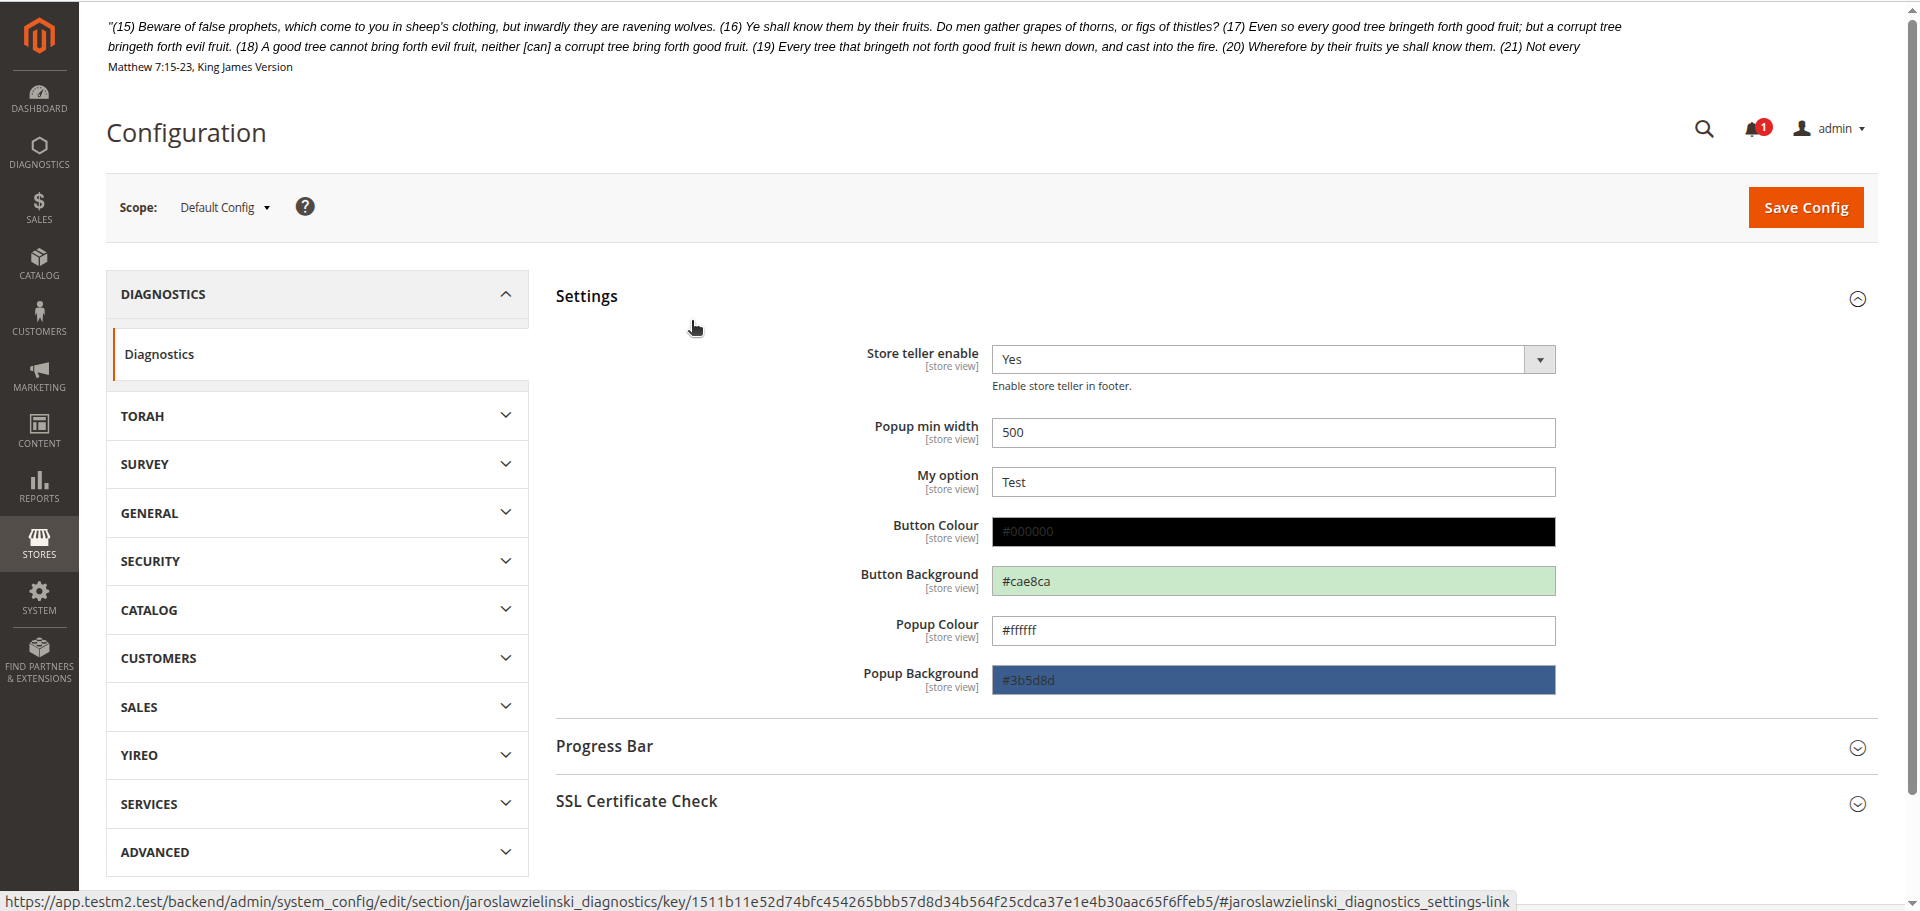 "(15) Beware of false prophets, which come to you in sheep's clothing, but inwardly they are ravening wolves. (16) Ye shall know them by their fruits. Do men gather grapes of thorns, or figs of thistles? (17) Even so every good tree bringeth forth good fruit; but a corrupt tree
bringeth forth evil fruit. (18) A good tree cannot bring forth evil fruit, neither [can] a corrupt tree bring forth good fruit. (19) Every tree that bringeth not forth good fruit is hewn down, and cast into the fire. (20) Wherefore by their fruits ye shall know them. (21) Not every
Matthew 7:15-23, King James Version
DASHBOARD
DIAGNOSTICS
SALES
CATALOG
CUSTOMERS
MARKETING
CONTENT
REPORTS
STORES
SYSTEM
FIND PARTNERS
& EXTENSIONS
Configuration
1
admin
Scope:
Default Config
?
Save Config
DIAGNOSTICS
Diagnostics
TORAH
SURVEY
GENERAL
SECURITY
CATALOG
CUSTOMERS
SALES
YIREO
SERVICES
ADVANCED
Settings
Store teller enable
[store view]
Yes
Enable store teller in footer.
Popup min width
[store view]
500
My option
[store view]
Test
Button Colour
[store view]
#000000
Button Background
[store view]
#cae8ca
Popup Colour
[store view]
#ffffff
Popup Background
[store view]
#3b5d8d
Progress Bar
SSL Certificate Check
https://app.testm2.test/backend/admin/system_config/edit/section/jaroslawzielinski_diagnostics/key/1511b11e52d74bfc454265bbb57d8d34b564f25cdca37e1e4b30aac65f6ffeb5/#jaroslawzielinski_diagnostics_settings-link